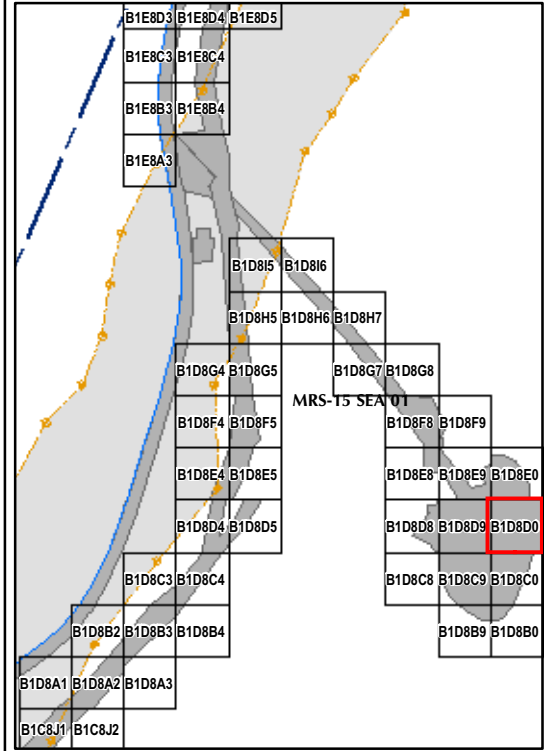 B1E8D3 B1E8D4 B1E8D5
B1E8C3 B1E8C4
B1E8B3 B1E8B4
B1E8A3
B1D8I5 B1D8I6
B1D8H5 B1D8H6 B1D8H7
B1D8G4 B1D8G5 B1D8G7 B1D8G8
MRS-15 SEA 01
B1D8F4 B1D8F5 B1D8F8 B1D8F9
B1D8E4 B1D8E5 B1D8E8 B1D8E9 B1D8E0
B1D8D4 B1D8D5 B1D8D8 B1D8D9 B1D8D0
B1D8C3 B1D8C4 B1D8C8 B1D8C9 B1D8C0
B1D8B2 B1D8B3 B1D8B4 B1D8B9 B1D8B0
B1D8A1 B1D8A2 B1D8A3
B1C8J1 B1C8J2